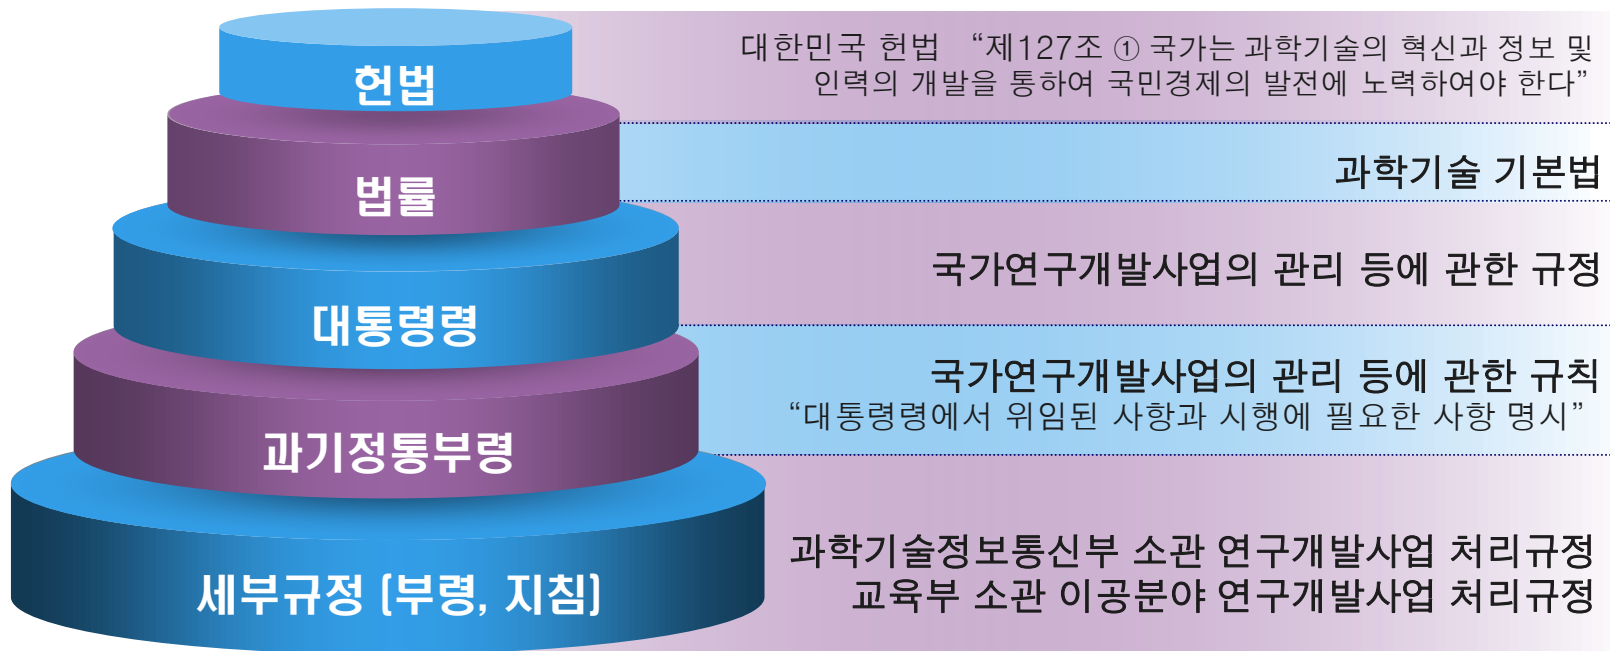 헌법
대한민국 헌법 “제127조 ① 국가는 과학기술의 혁신과 정보 및
인력의 개발을 통하여 국민경제의 발전에 노력하여야 한다”
법률
과학기술 기본법
대통령령
국가연구개발사업의 관리 등에 관한 규정
과기정통부령
국가연구개발사업의 관리 등에 관한 규칙
“대통령령에서 위임된 사항과 시행에 필요한 사항 명시”
세부규정 (부령, 지침)
과학기술정보통신부 소관 연구개발사업 처리규정
교육부 소관 이공분야 연구개발사업 처리규정